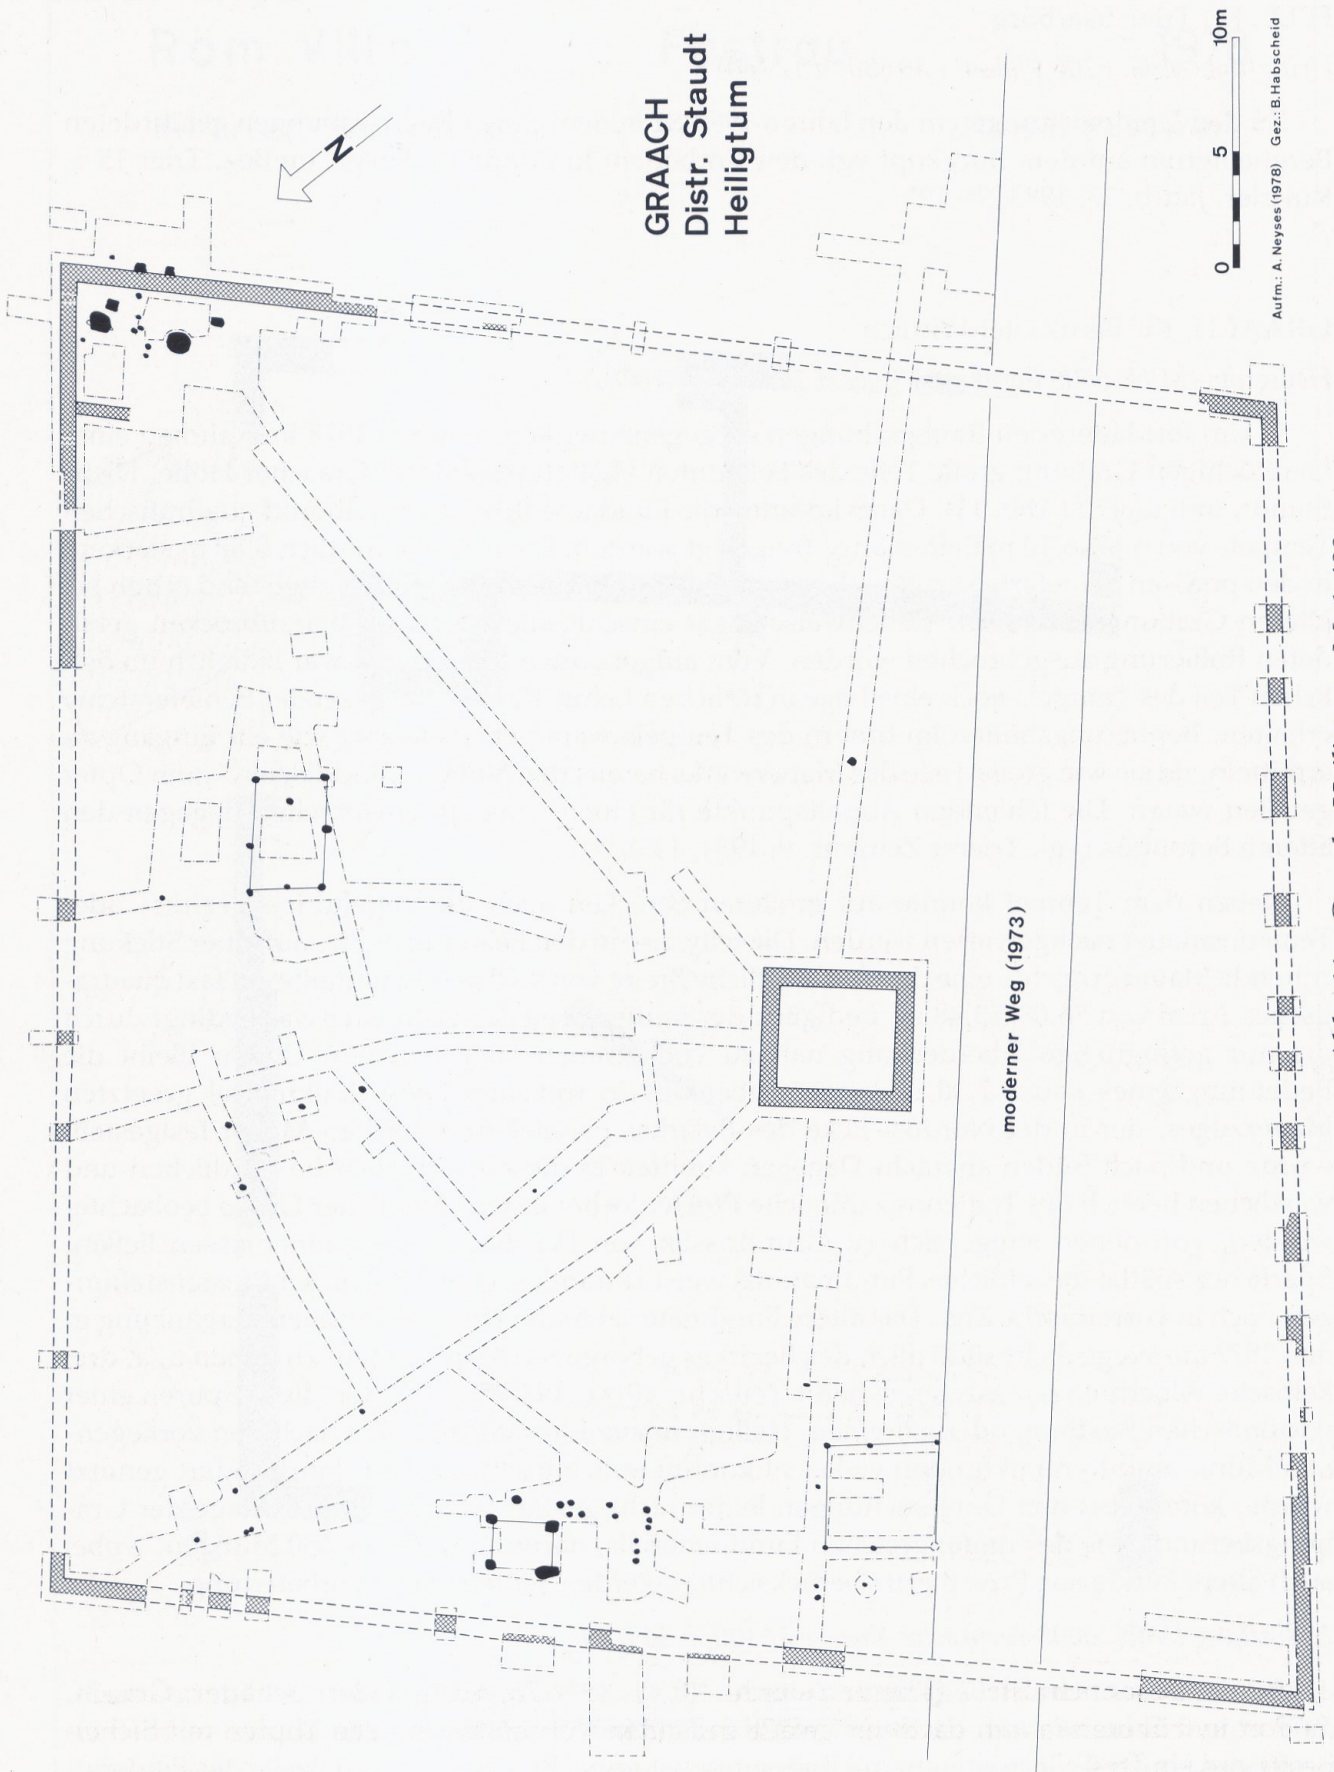 GRAACH
Distr Staudt
Heiligtum
N
moderner Weg (1973)
0 5 10m
Aufm.: A. Neyses (1978) Gez.: B. Habscheid